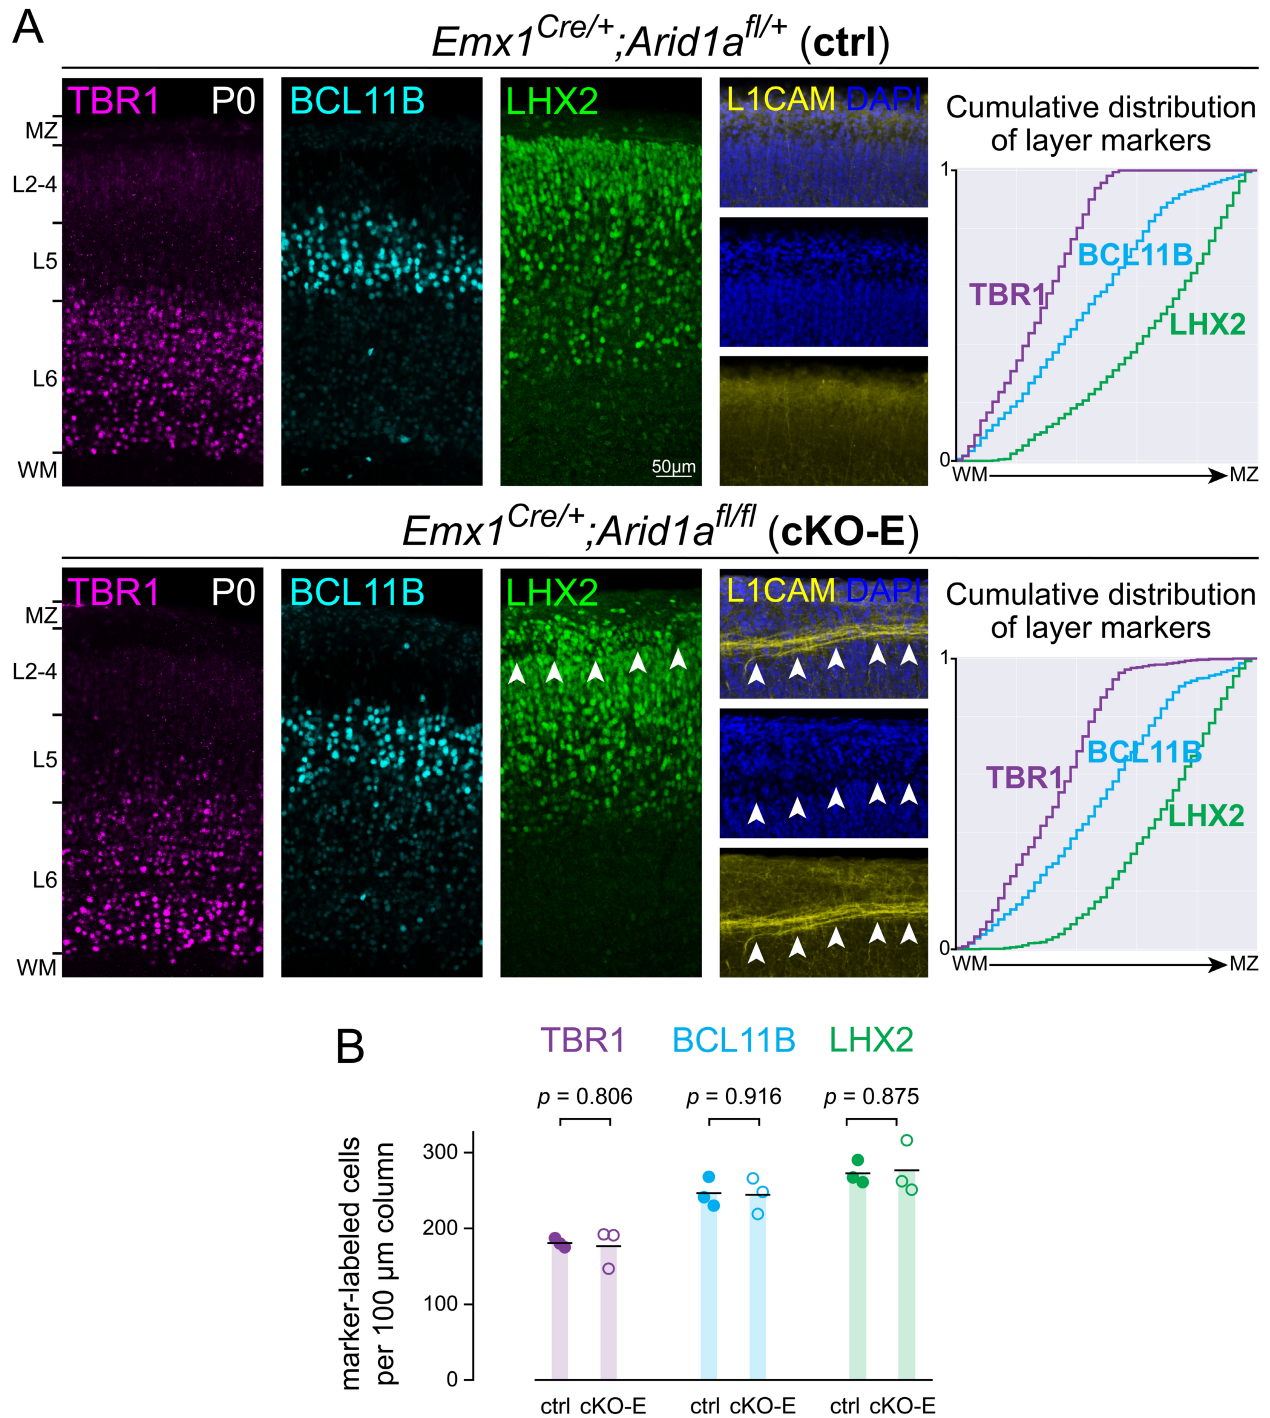 A
Emx1Cre/+;Arid1afl/+ (ctrl)
TBR1 P0 BCL11B LHX2 L1CAM DAPI
Cumulative distribution
of layer markers
MZ
L2-4
L5
L6
WM
50µm
1
TBR1
BCL11B
LHX2
0
WM MZ
Emx1Cre/+;Arid1afl/fl (cKO-E)
TBR1 P0 BCL11B LHX2 L1CAM DAPI
Cumulative distribution
of layer markers
MZ
L2-4
L5
L6
WM
1
TBR1
BCL11B
LHX2
0
WM MZ
B
TBR1 BCL11B LHX2
p = 0.806 p = 0.916 p = 0.875
marker-labeled cells
per 100 µm column
300
200
100
0
ctrl cKO-E ctrl cKO-E ctrl cKO-E